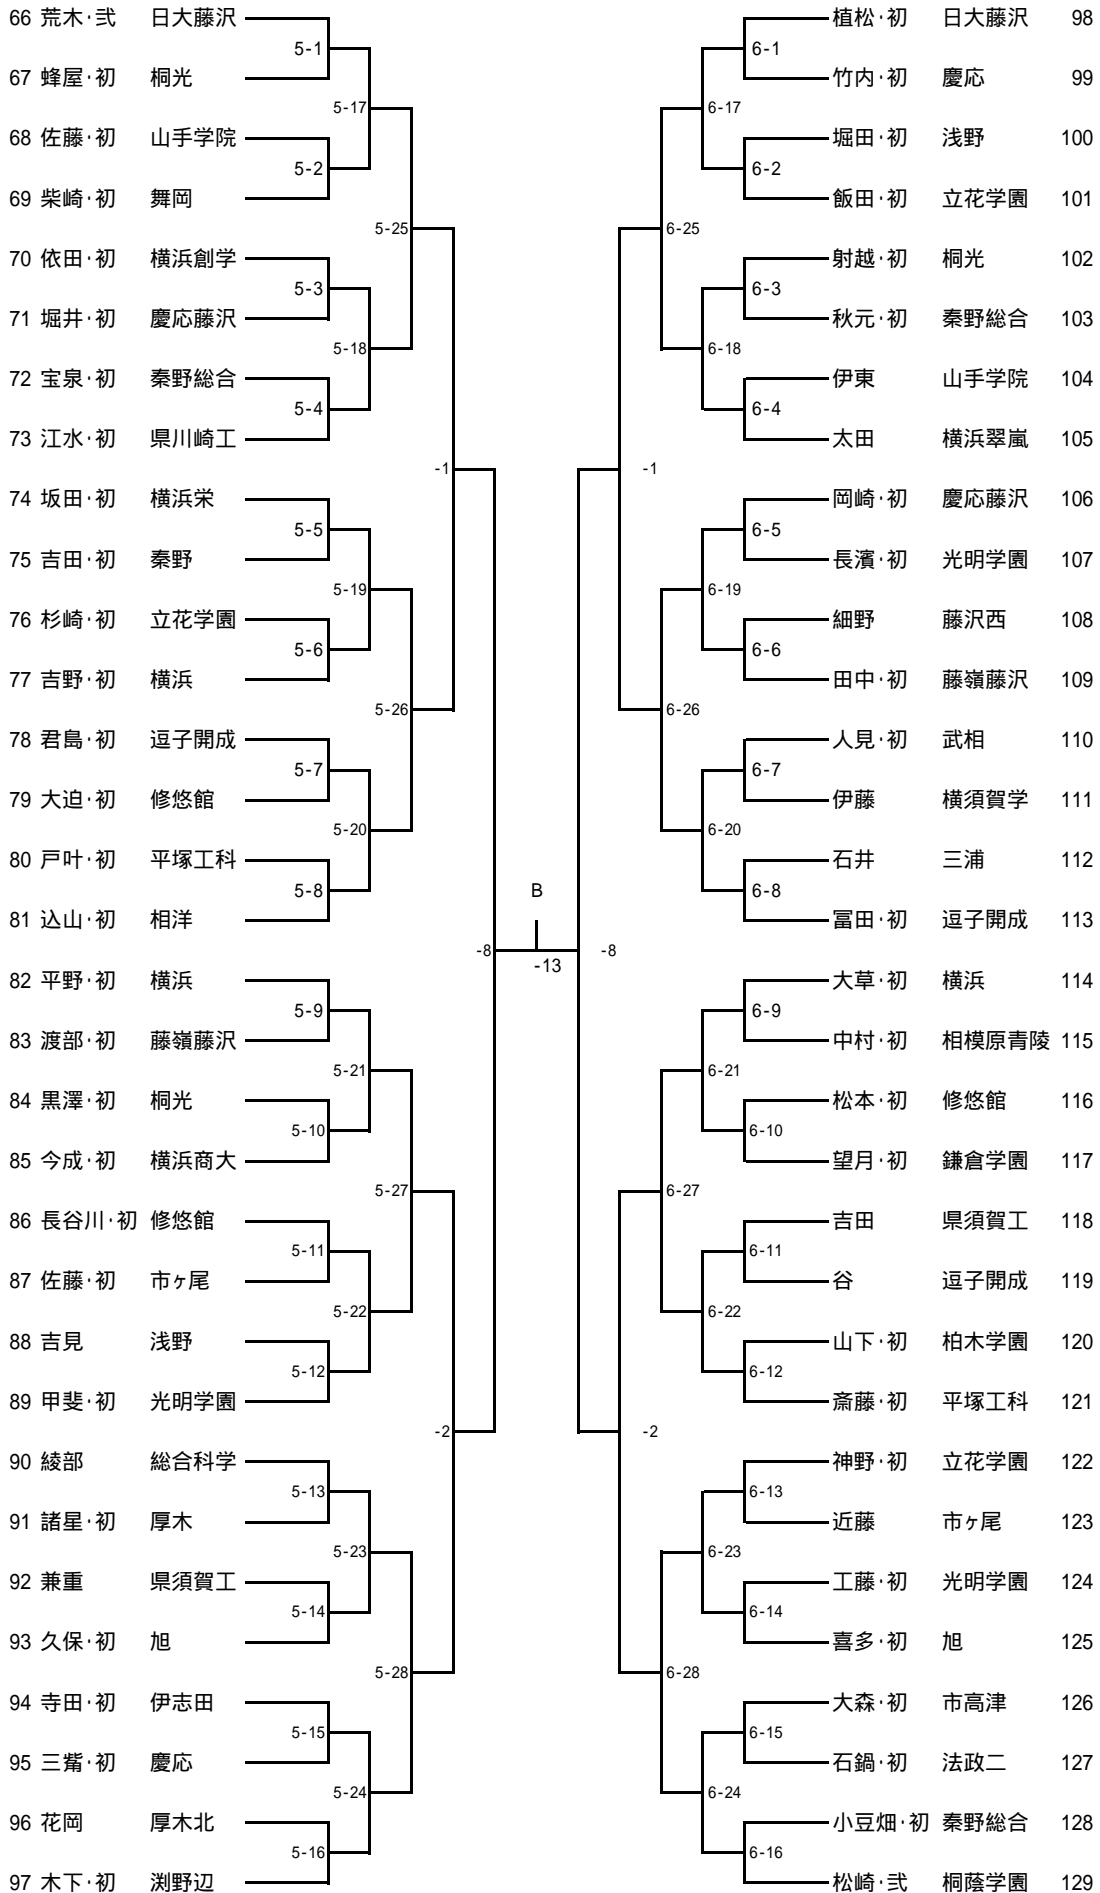 66 荒木・弐 日大藤沢
5-1
67 蜂屋・初 桐光
5-17
68 佐藤・初 山手学院
5-2
69 柴崎・初 舞岡
5-25
70 依田・初 横浜創学
5-3
71 堀井・初 慶応藤沢
5-18
72 宝泉・初 秦野総合
5-4
73 江水・初 県川崎工
-1
74 坂田・初 横浜栄
5-5
75 吉田・初 秦野
5-19
76 杉崎・初 立花学園
5-6
77 吉野・初 横浜
5-26
78 君島・初 逗子開成
5-7
79 大迫・初 修悠館
5-20
80 戸叶・初 平塚工科
5-8
81 込山・初 相洋
-8
82 平野・初 横浜
5-9
83 渡部・初 藤嶺藤沢
5-21
84 黒澤・初 桐光
5-10
85 今成・初 横浜商大
5-27
86 長谷川・初 修悠館
5-11
87 佐藤・初 市ヶ尾
5-22
88 吉見 浅野
5-12
89 甲斐・初 光明学園
-2
90 綾部 総合科学
5-13
91 諸星・初 厚木
5-23
92 兼重 県須賀工
5-14
93 久保・初 旭
5-28
94 寺田・初 伊志田
5-15
95 三觜・初 慶応
5-24
96 花岡 厚木北
5-16
97 木下・初 渕野辺
B
-13
植松・初 日大藤沢 98
6-1
竹内・初 慶応 99
6-17
堀田・初 浅野 100
6-2
飯田・初 立花学園 101
6-25
射越・初 桐光 102
6-3
秋元・初 秦野総合 103
6-18
伊東 山手学院 104
6-4
太田 横浜翠嵐 105
-1
岡崎・初 慶応藤沢 106
6-5
長濱・初 光明学園 107
6-19
細野 藤沢西 108
6-6
田中・初 藤嶺藤沢 109
6-26
人見・初 武相 110
6-7
伊藤 横須賀学 111
6-20
石井 三浦 112
6-8
冨田・初 逗子開成 113
-8
大草・初 横浜 114
6-9
中村・初 相模原青陵 115
6-21
松本・初 修悠館 116
6-10
望月・初 鎌倉学園 117
6-27
吉田 県須賀工 118
6-11
谷 逗子開成 119
6-22
山下・初 柏木学園 120
6-12
斎藤・初 平塚工科 121
-2
神野・初 立花学園 122
6-13
近藤 市ヶ尾 123
6-23
工藤・初 光明学園 124
6-14
喜多・初 旭 125
6-28
大森・初 市高津 126
6-15
石鍋・初 法政二 127
6-24
小豆畑・初 秦野総合 128
6-16
松崎・弐 桐蔭学園 129